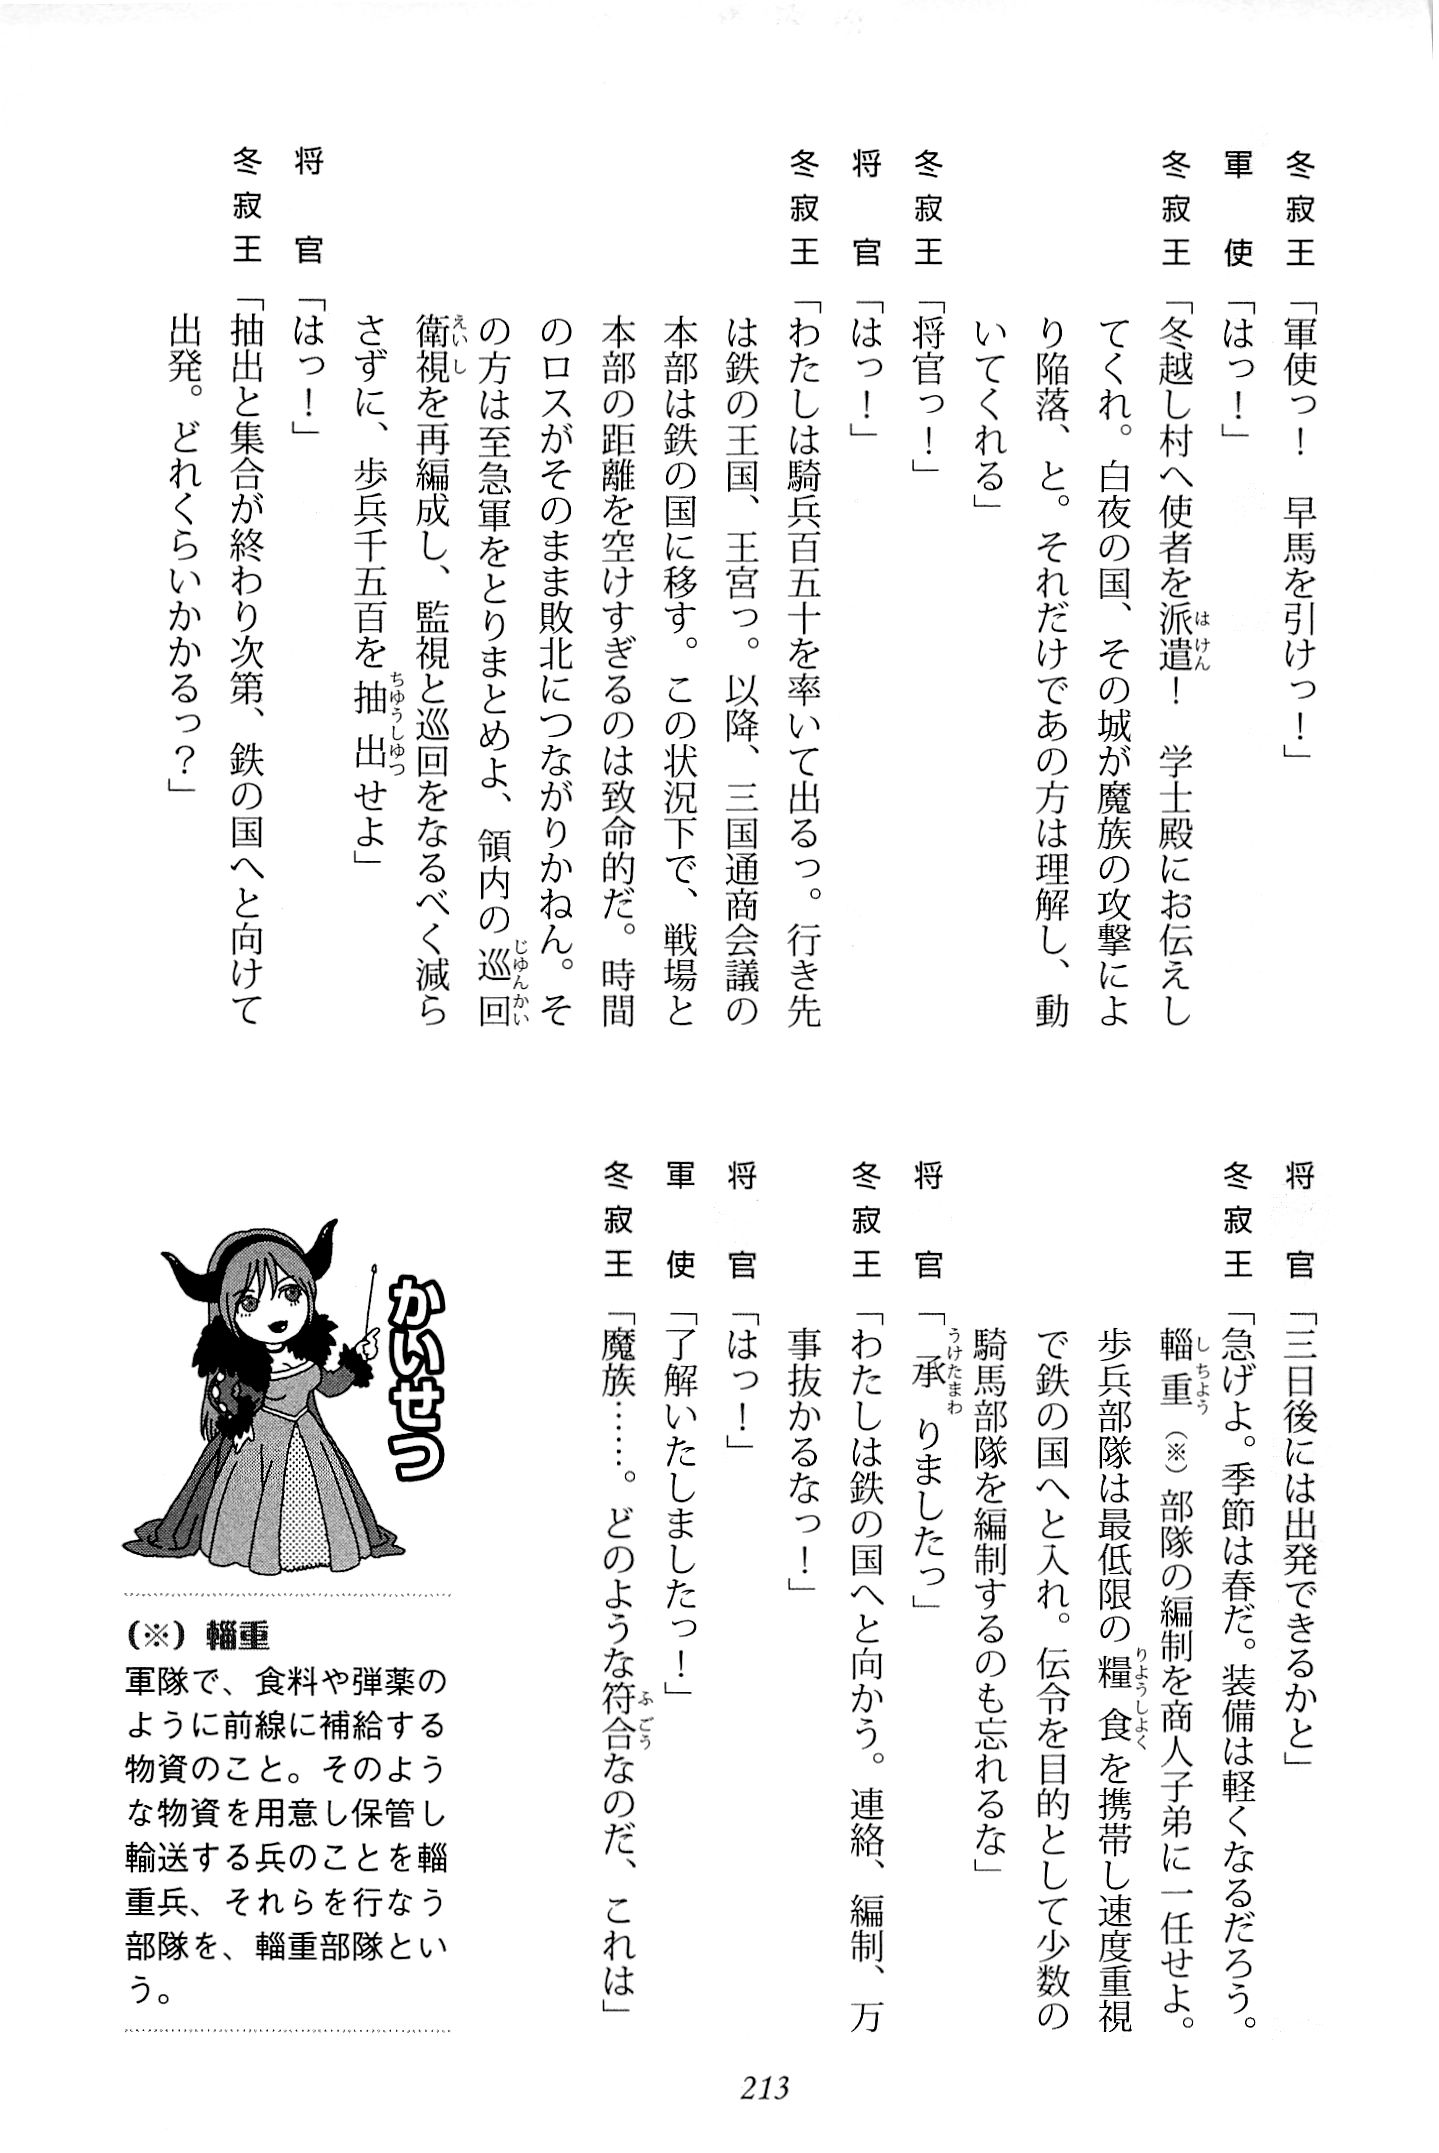 冬寂王「軍使っ！　早馬を引けっ！」
軍　使「はっ！」
冬寂王「冬越し村へ使者を派遣！　学士殿にお伝えし
てくれ。白夜の国、その城が魔族の攻撃によ
り陥落、と。それだけであの方は理解し、動
いてくれる」
冬寂王「将官っ！」
将　官「はっ！」
冬寂王「わたしは騎兵百五十を率いて出るっ。行き先
は鉄の王国、王宮っ。以降、三国通商会議の
本部は鉄の国に移す。この状況下で、戦場と
本部の距離を空けすぎるのは致命的だ。時間
のロスがそのまま敗北につながりかねん。そ
の方は至急軍をとりまとめよ、領内の巡回
衛視を再編成し、監視と巡回をなるべく減ら
さずに、歩兵千五百を抽出せよ」
将　官「はっ！」
冬寂王「抽出と集合が終わり次第、鉄の国へと向けて
出発。どれくらいかかるっ？」
将　官「三日後には出発できるかと」
冬寂王「急げよ。季節は春だ。装備は軽くなるだろう。
輜重（※）部隊の編制を商人子弟に一任せよ。
歩兵部隊は最低限の糧食を携帯し速度重視
で鉄の国へと入れ。伝令を目的として少数の
騎馬部隊を編制するのも忘れるな」
将　官「承りましたっ」
冬寂王「わたしは鉄の国へと向かう。連絡、編制、万
事抜かるなっ！」
将　官「はっ！」
軍　使「了解いたしましたっ！」
冬寂王「魔族……。どのような符合なのだ、これは」
かいせつ
（※）輜重
軍隊で、食料や弾薬の
ように前線に補給する
物資のこと。そのよう
な物資を用意し保管し
輸送する兵のことを輜
重兵、それらを行なう
部隊を、輜重部隊とい
う。
213